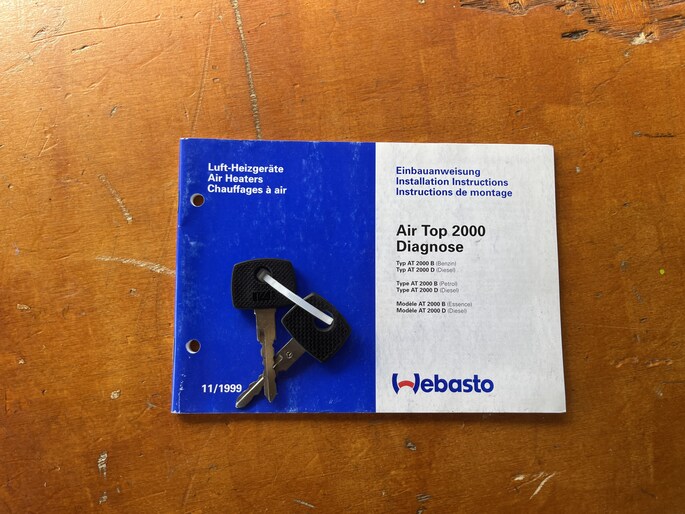 Luft-Heizgeräte
Air Heaters
Chauffages à air
11/1999
Einbauanweisung
Installation Instructions
Instructions de montage
Air Top 2000
Diagnose
Typ AT 2000 B (Benzin)
Typ AT 2000 D (Diesel)
Type AT 2000 B (Petrol)
Type AT 2000 D (Diesel)
Modèle AT 2000 B (Essence)
Modèle AT 2000 D (Diesel)
Webasto